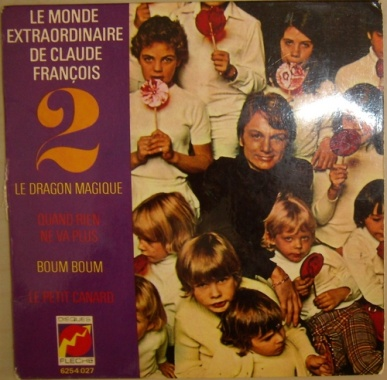 LE MONDE
EXTRAORDINAIRE
DE CLAUDE
FRANÇOIS
2
LE DRAGON MAGIQUE
QUAND RIEN
NE VA PLUS
BOUM BOUM
LE PETIT CANARD
DISQUES
FLÈCHE
6254.027